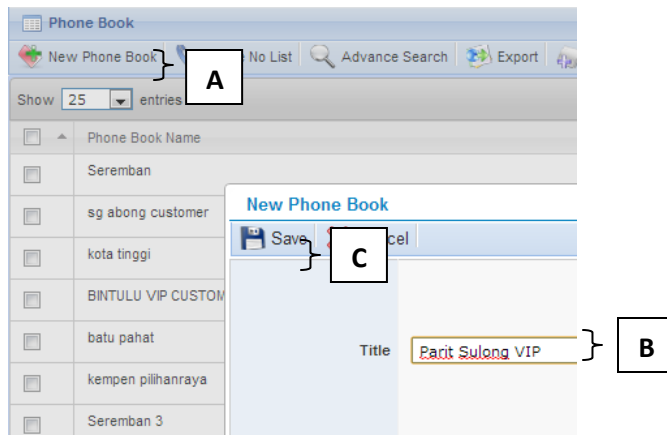 Phone Book
New Phone Book No List Advance Search Export
A
Show 25 entries
Phone Book Name
Seremban
sg abong customer
New Phone Book
Save cel
C
kota tinggi
BINTULU VIP CUSTOM
batu pahat
Title Parit Sulong VIP
B
kempen pilihanraya
Seremban 3